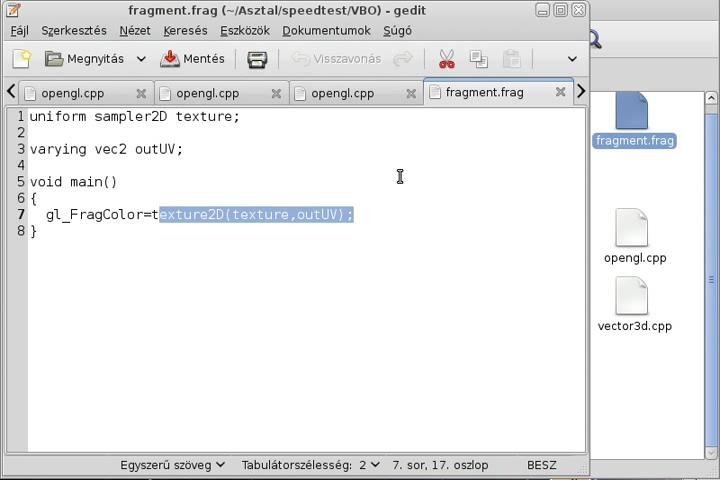 fragment.frag (~/Asztal/speedtest/VBO) - gedit
Fájl Szerkesztés Nézet Keresés Eszközök Dokumentumok Súgó
Megnyitás Mentés Visszavonás
opengl.cpp opengl.cpp opengl.cpp fragment.frag
1 uniform sampler2D texture;
2
3 varying vec2 outUV;
4
5 void main()
6 {
7 gl_FragColor=texture2D(texture,outUV);
8 }
Egyszerű szöveg Tabulátorszélesség: 2 7. sor, 17. oszlop BESZ
fragment.frag
opengl.cpp
vector3d.cpp